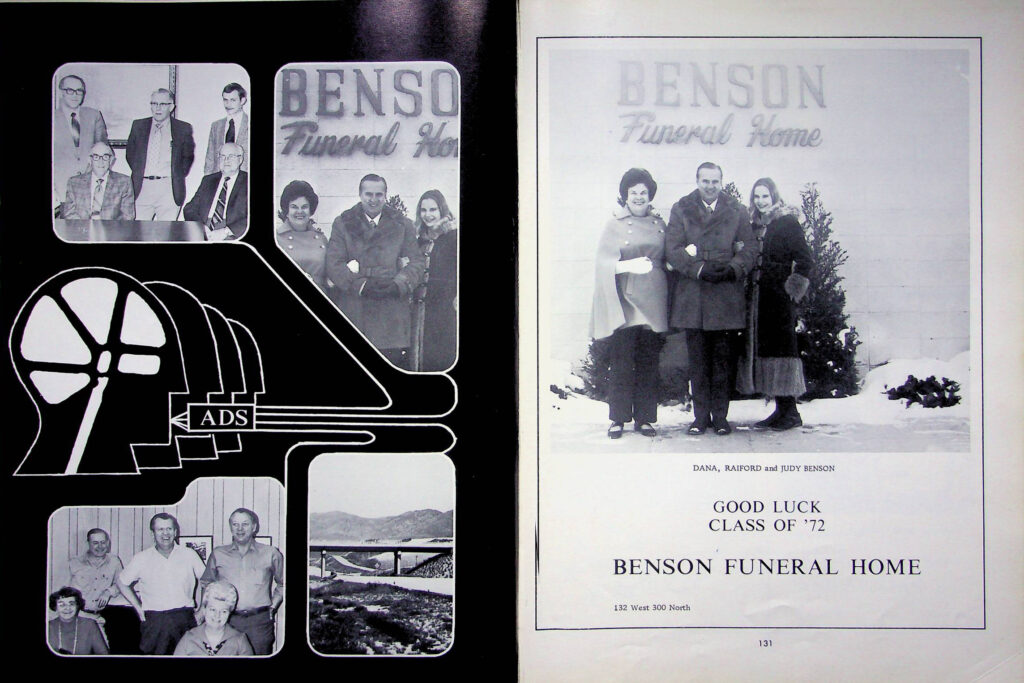 BENSO
Funeral Hom
ADS
BENSON
Funeral Home
DANA, RAIFORD and JUDY BENSON
GOOD LUCK
CLASS OF '72
BENSON FUNERAL HOME
132 West 300 North
131